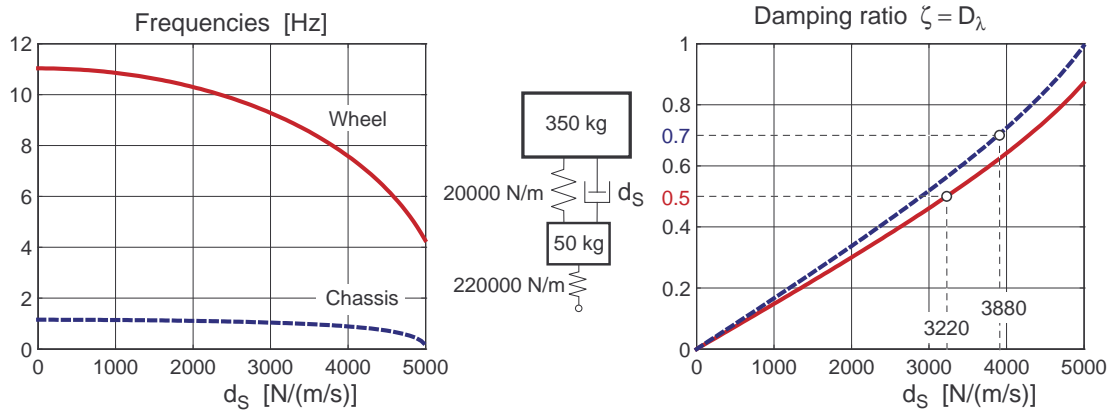 Frequencies [Hz]
12
10
8
6
4
2
0
Wheel
Chassis
0 1000 2000 3000 4000 5000
d_S [N/(m/s)]
350 kg
20000 N/m
d_S
50 kg
220000 N/m
Damping ratio ζ = D_λ
1
0.8
0.7
0.6
0.5
0.4
0.2
0
3880
3220
0 1000 2000 3000 4000 5000
d_S [N/(m/s)]